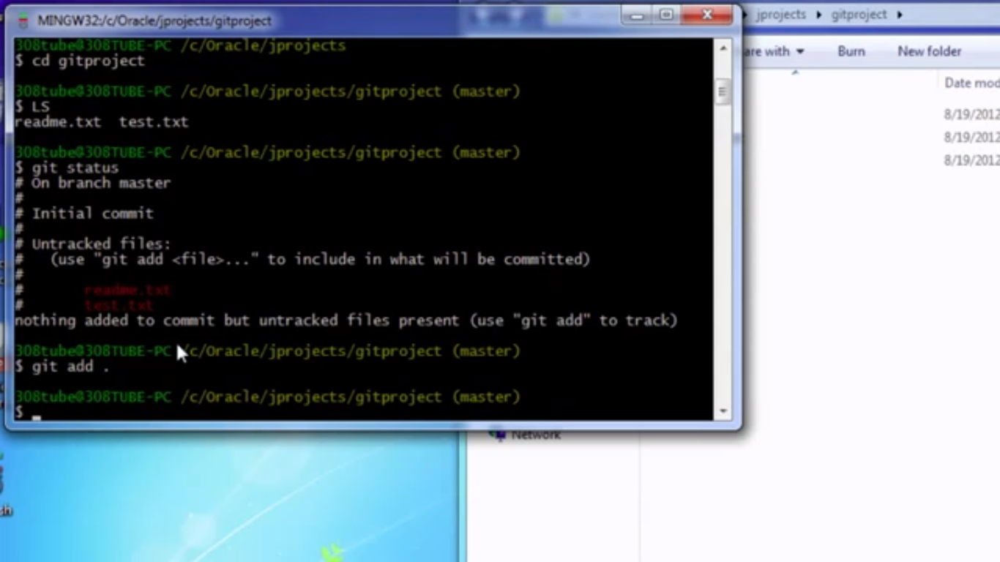 MINGW32:/c/Oracle/jprojects/gitproject
308tube@308TUBE-PC /c/Oracle/jprojects
$ cd gitproject
308tube@308TUBE-PC /c/Oracle/jprojects/gitproject (master)
$ LS
readme.txt  test.txt
308tube@308TUBE-PC /c/Oracle/jprojects/gitproject (master)
$ git status
# On branch master
#
# Initial commit
#
# Untracked files:
#   (use "git add <file>..." to include in what will be committed)
#
#       readme.txt
#       test.txt
nothing added to commit but untracked files present (use "git add" to track)
308tube@308TUBE-PC /c/Oracle/jprojects/gitproject (master)
$ git add .
308tube@308TUBE-PC /c/Oracle/jprojects/gitproject (master)
$
jprojects gitproject
are with Burn New folder
Date mod
8/19/2012
8/19/2012
8/19/2012
Network
sh